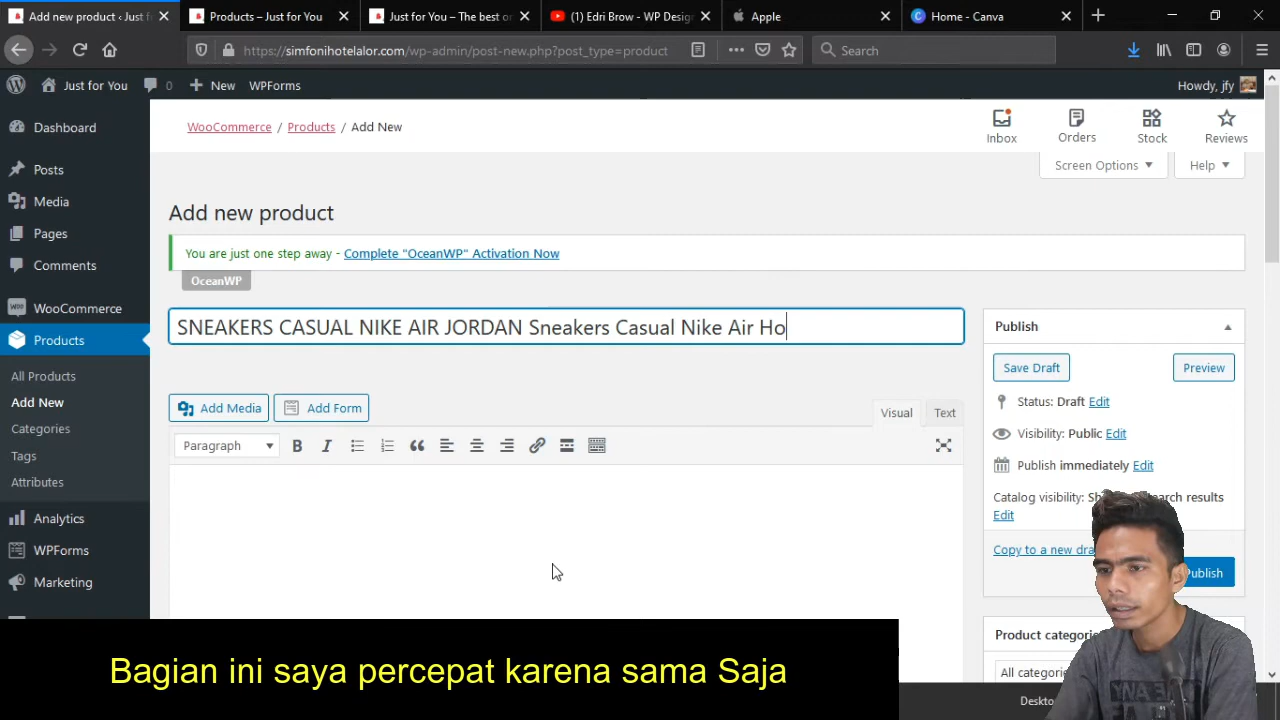 Add new product ‹ Just f
Products – Just for You
Just for You – The best or
(1) Edri Brow - WP Design
Apple
Home - Canva
https://simfonihotelalor.com/wp-admin/post-new.php?post_type=product
Search
Just for You
0
New
WPForms
Howdy, jfy
Dashboard
Posts
Media
Pages
Comments
WooCommerce
Products
All Products
Add New
Categories
Tags
Attributes
Analytics
WPForms
Marketing
WooCommerce / Products / Add New
Inbox
Orders
Stock
Reviews
Screen Options
Help
Add new product
You are just one step away - Complete "OceanWP" Activation Now
OceanWP
SNEAKERS CASUAL NIKE AIR JORDAN Sneakers Casual Nike Air Ho
Add Media
Add Form
Visual
Text
Paragraph
Publish
Save Draft
Preview
Status: Draft Edit
Visibility: Public Edit
Publish immediately Edit
Catalog visibility: results
Edit
Copy to a new
Publish
Product
All
Bagian ini saya percepat karena sama Saja